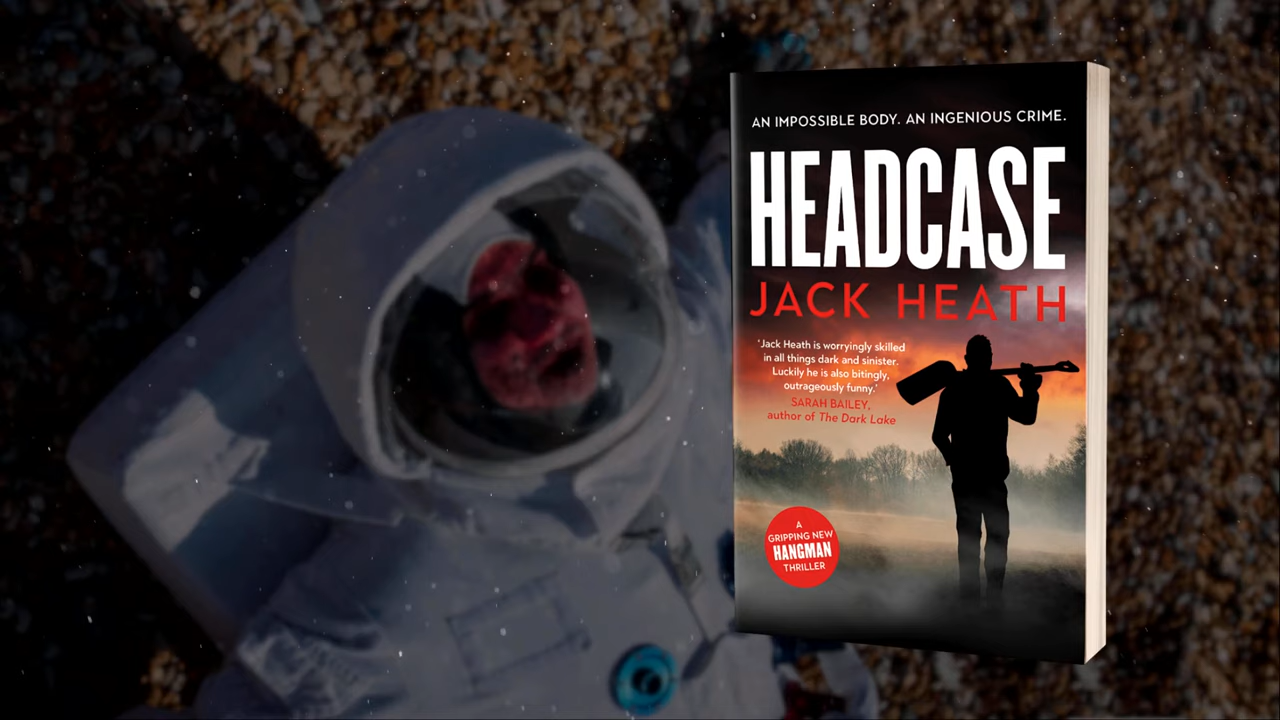 AN IMPOSSIBLE BODY. AN INGENIOUS CRIME.
HEADCASE
JACK HEATH
'Jack Heath is worryingly skilled
in all things dark and sinister.
Luckily he is also bitingly,
outrageously funny.'
SARAH BAILEY,
author of The Dark Lake
A
GRIPPING NEW
HANGMAN
THRILLER